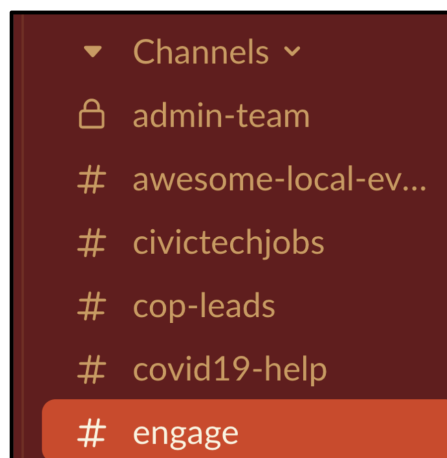 Channels
admin-team
# awesome-local-ev...
# civictechjobs
# cop-leads
# covid19-help
# engage